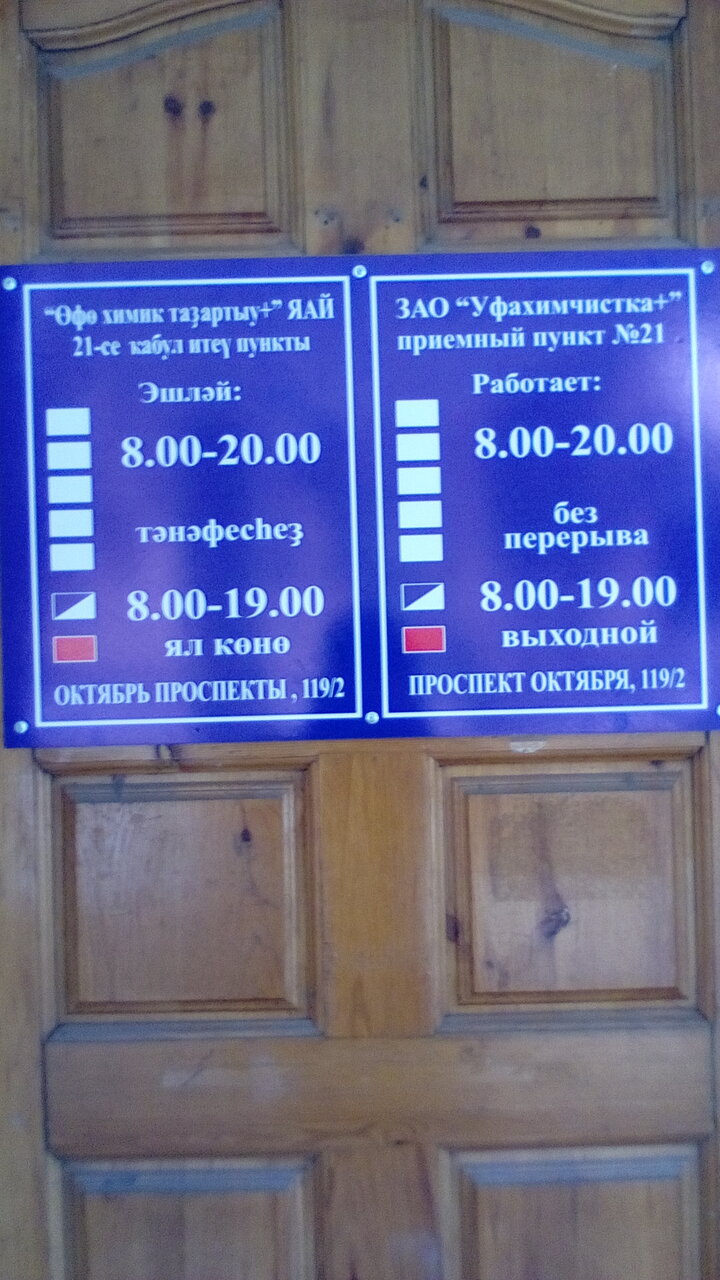 “Өфө химик таҙартыу+” ЯАЙ
21-се кабул итеү пункты
Эшләй:
8.00-20.00
тәнәфесһеҙ
8.00-19.00
ял көнө
ОКТЯБРЬ ПРОСПЕКТЫ , 119/2
ЗАО “Уфахимчистка+”
приемный пункт №21
Работает:
8.00-20.00
без
перерыва
8.00-19.00
выходной
ПРОСПЕКТ ОКТЯБРЯ, 119/2